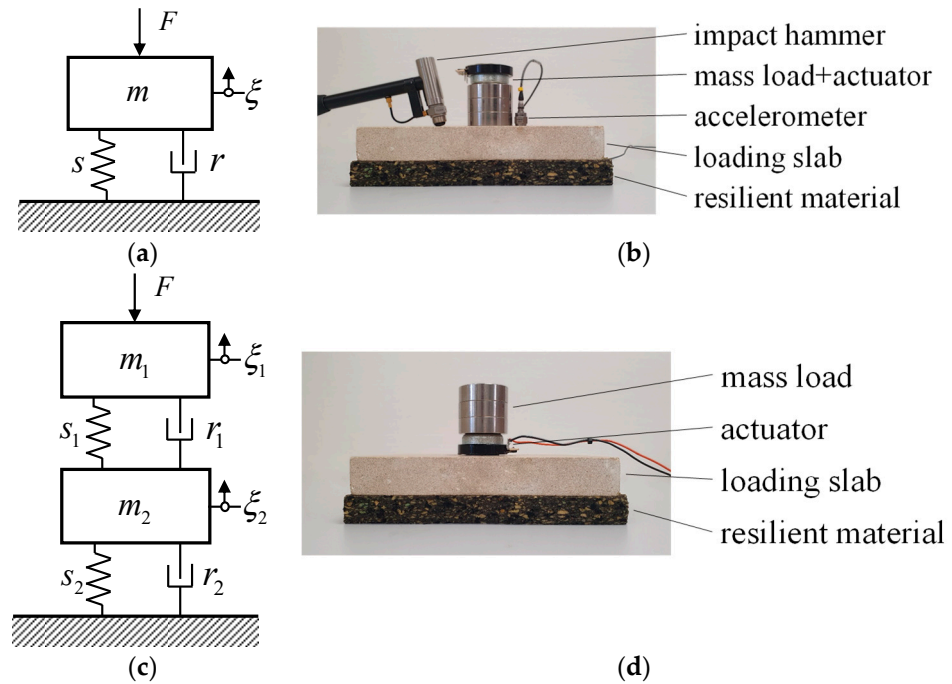 F
m
ξ
s
r
(a)
impact hammer
mass load+actuator
accelerometer
loading slab
resilient material
(b)
F
m₁
ξ₁
s₁
r₁
m₂
ξ₂
s₂
r₂
(c)
mass load
actuator
loading slab
resilient material
(d)